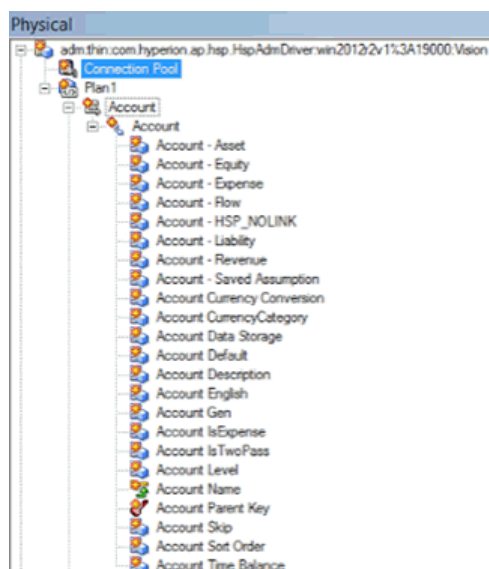 Physical
adm:thin:com.hyperion.ap.hsp.HspAdmDriver:win2012r2v1%3A19000:Vision
Connection Pool
Plan1
Account
Account
Account - Asset
Account - Equity
Account - Expense
Account - Flow
Account - HSP_NOLINK
Account - Liability
Account - Revenue
Account - Saved Assumption
Account Currency Conversion
Account CurrencyCategory
Account Data Storage
Account Default
Account Description
Account English
Account Gen
Account IsExpense
Account IsTwoPass
Account Level
Account Name
Account Parent Key
Account Skip
Account Sort Order
Account Time Balance